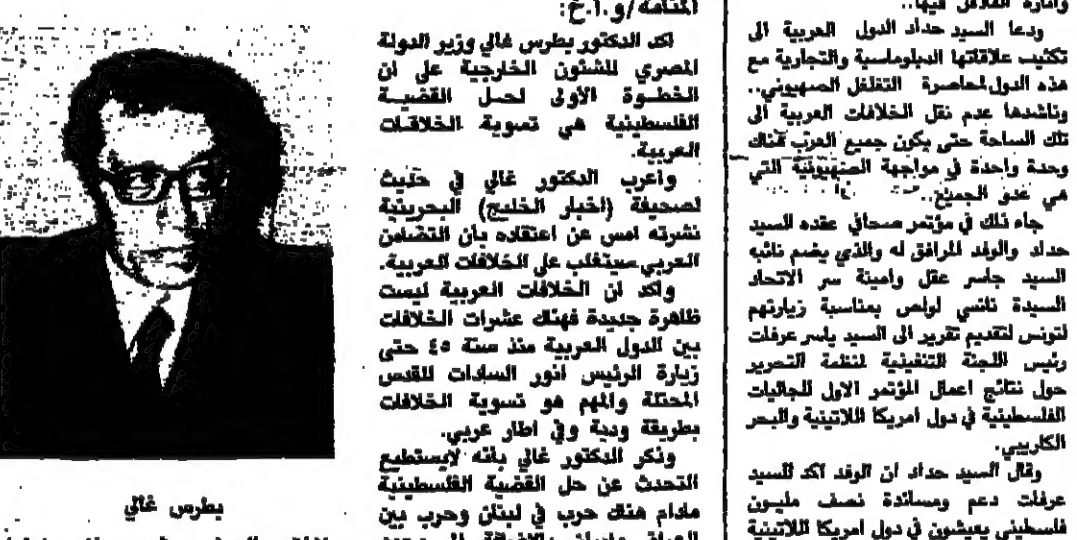 وإثارة القلاقل فيها..
ودعا السيد حداد الدول العربية الى
تكثيف علاقاتها الدبلوماسية والتجارية مع
هذه الدول لمحاصرة التغلغل الصهيوني..
وناشدها عدم نقل الخلافات العربية الى
تلك الساحة حتى يكون جميع العرب هناك
وحدة واحدة في مواجهة الصهيونية التي
هي عدو الجميع..
جاء ذلك في مؤتمر صحافي عقده السيد
حداد والوفد المرافق له والذي يضم نائبه
السيد جاسر عقل وامينة سر الاتحاد
السيدة نانسي لولص بمناسبة زيارتهم
لتونس لتقديم تقرير الى السيد ياسر عرفات
رئيس اللجنة التنفيذية لمنظمة التحرير
حول نتائج اعمال المؤتمر الاول للجاليات
الفلسطينية في دول امريكا اللاتينية والبحر
الكاريبي.
وقال السيد حداد ان الوفد اكد للسيد
عرفات دعم ومساندة نصف مليون
فلسطيني يعيشون في دول امريكا اللاتينية
المنامة/و.ا.خ:
اكد الدكتور بطرس غالي وزير الدولة
المصري للشئون الخارجية على ان
الخطوة الأولى لحل القضية
الفلسطينية هي تسوية الخلافات
العربية.
واعرب الدكتور غالي في حديث
لصحيفة (اخبار الخليج) البحرينية
نشرته امس عن اعتقاده بأن التضامن
العربي سيتغلب على الخلافات العربية.
واكد ان الخلافات العربية ليست
ظاهرة جديدة فهناك عشرات الخلافات
بين الدول العربية منذ سنة ٤٥ حتى
زيارة الرئيس انور السادات للقدس
المحتلة والمهم هو تسوية الخلافات
بطريقة ودية وفي اطار عربي.
وذكر الدكتور غالي بأنه لايستطيع
التحدث عن حل القضية الفلسطينية
مادام هناك حرب في لبنان وحرب بين
بطرس غالي